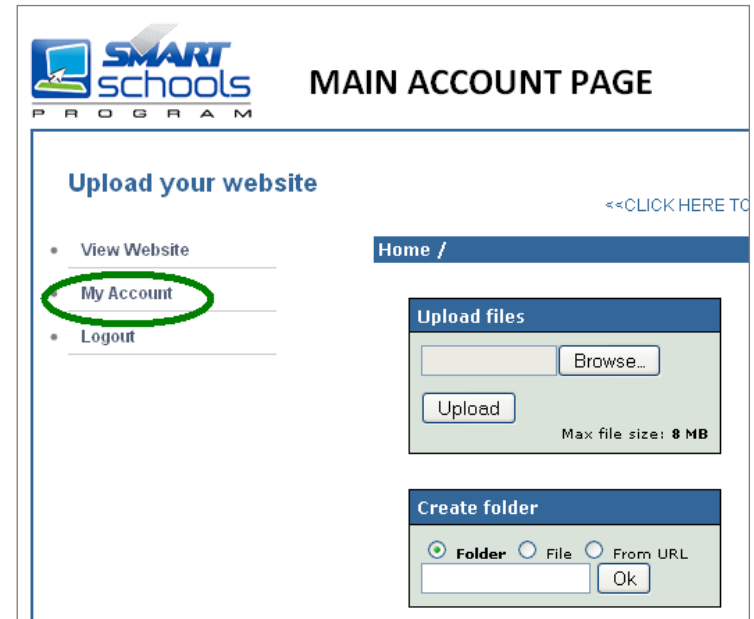 SMART
schools
PROGRAM
MAIN ACCOUNT PAGE
Upload your website
<<CLICK HERE TO
View Website
My Account
Logout
Home /
Upload files
Browse...
Upload
Max file size: 8 MB
Create folder
Folder File From URL
Ok